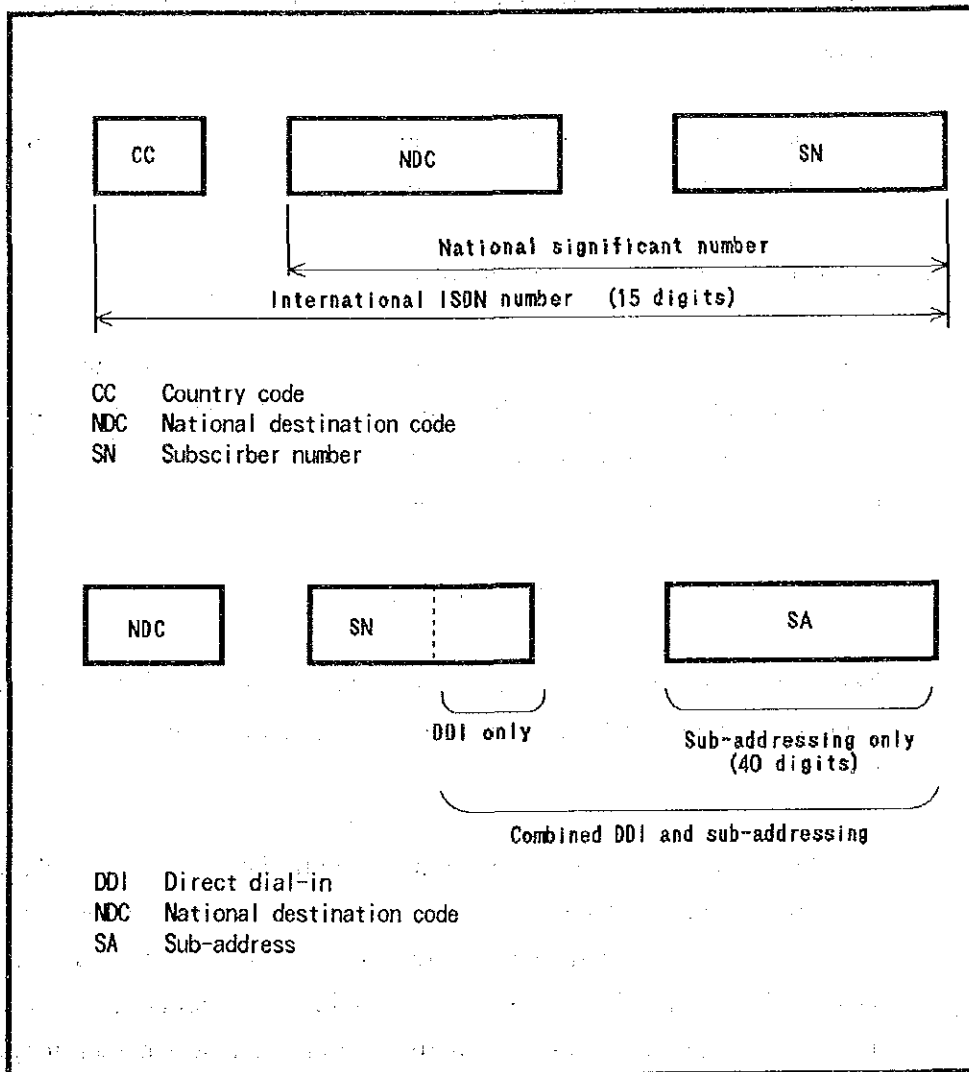 CC NDC SN
National significant number
International ISDN number (15 digits)
CC Country code
NDC National destination code
SN Subscirber number
NDC SN SA
DDI only
Sub-addressing only
(40 digits)
Combined DDI and sub-addressing
DDI Direct dial-in
NDC National destination code
SA Sub-address